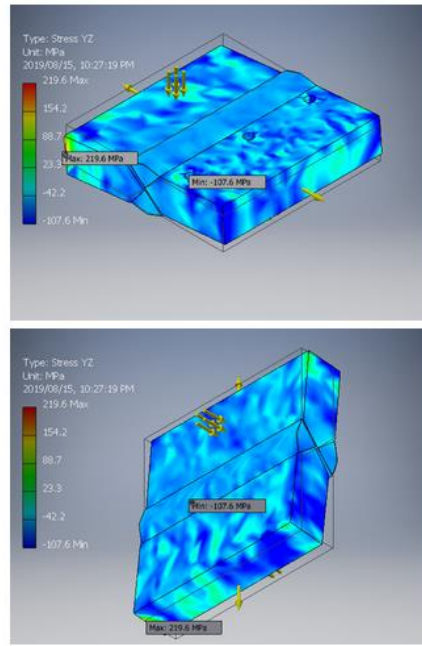 Type: Stress YZ
Unit: MPa
2019/08/15, 10:27:19 PM
219.6 Max
154.2
88.7
23.3
-42.2
-107.6 Min
Max: 219.6 MPa
Min: -107.6 MPa
Type: Stress YZ
Unit: MPa
2019/08/15, 10:27:19 PM
219.6 Max
154.2
88.7
23.3
-42.2
-107.6 Min
Min: -107.6 MPa
Max: 219.6 MPa